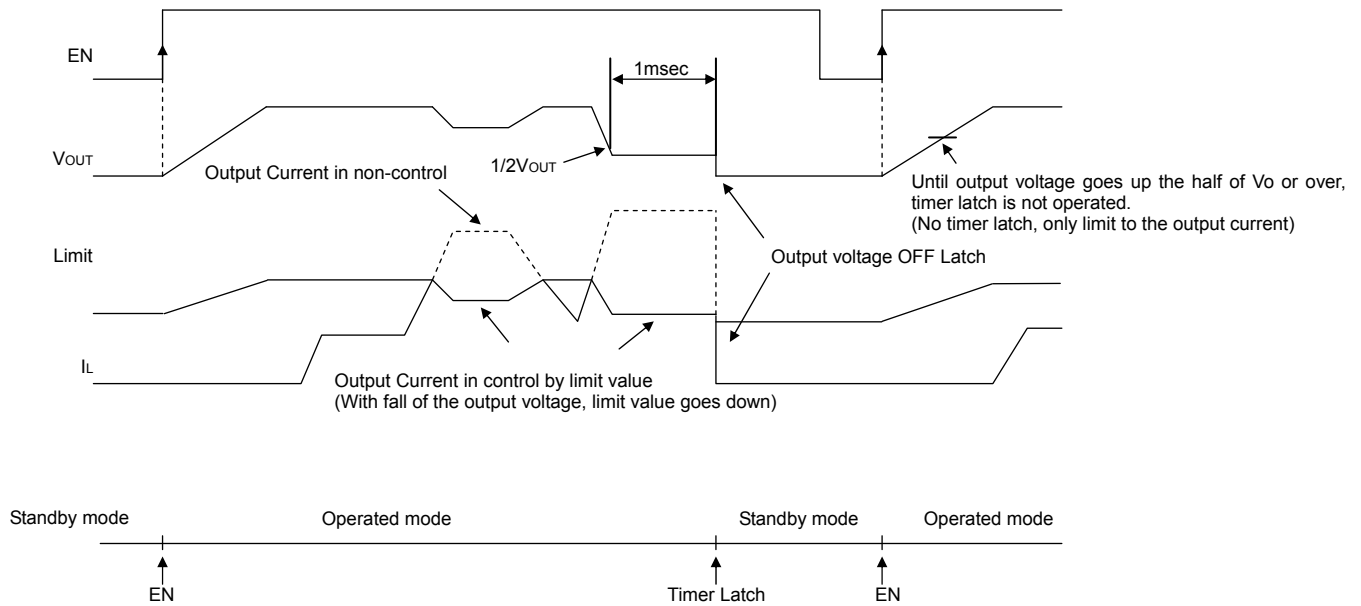 EN
1msec
VOUT
1/2VOUT
Output Current in non-control
Until output voltage goes up the half of Vo or over,
timer latch is not operated.
(No timer latch, only limit to the output current)
Limit
Output voltage OFF Latch
IL
Output Current in control by limit value
(With fall of the output voltage, limit value goes down)
Standby mode
Operated mode
Standby mode
Operated mode
EN
Timer Latch
EN